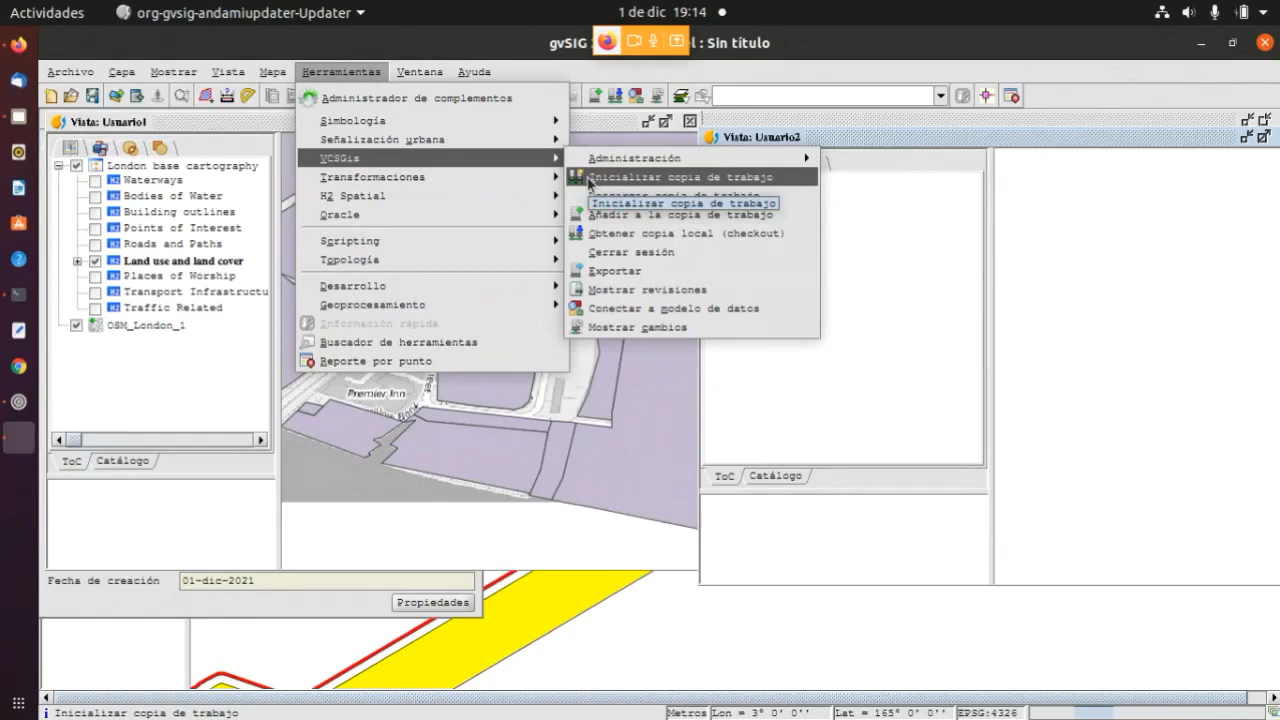 Actividades
org-gvsig-andamiupdater-Updater
1 de dic 19:14
gvSIG
el : Sin título
Archivo Capa Mostrar Vista Mapa Herramientas Ventana Ayuda
Vista: Usuario1
London base cartography
Waterways
Bodies of Water
Building outlines
Points of Interest
Roads and Paths
Land use and land cover
Places of Worship
Transport Infrastructu
Traffic Related
OSM_London_1
ToC Catálogo
Administrador de complementos
Simbología
Señalización urbana
VCSGis
Transformaciones
H2 Spatial
Oracle
Scripting
Topología
Desarrollo
Geoprocesamiento
Información rápida
Buscador de herramientas
Reporte por punto
Administración
Inicializar copia de trabajo
Inicializar copia de trabajo
Añadir a la copia de trabajo
Obtener copia local (checkout)
Cerrar sesión
Exportar
Mostrar revisiones
Conectar a modelo de datos
Mostrar cambios
Premier Inn
Vista: Usuario2
ToC Catálogo
Fecha de creación 01-dic-2021
Propiedades
Inicializar copia de trabajo
Metros Lon = 3° 0' 0'' Lat = 165° 0' 0'' EPSG:4326